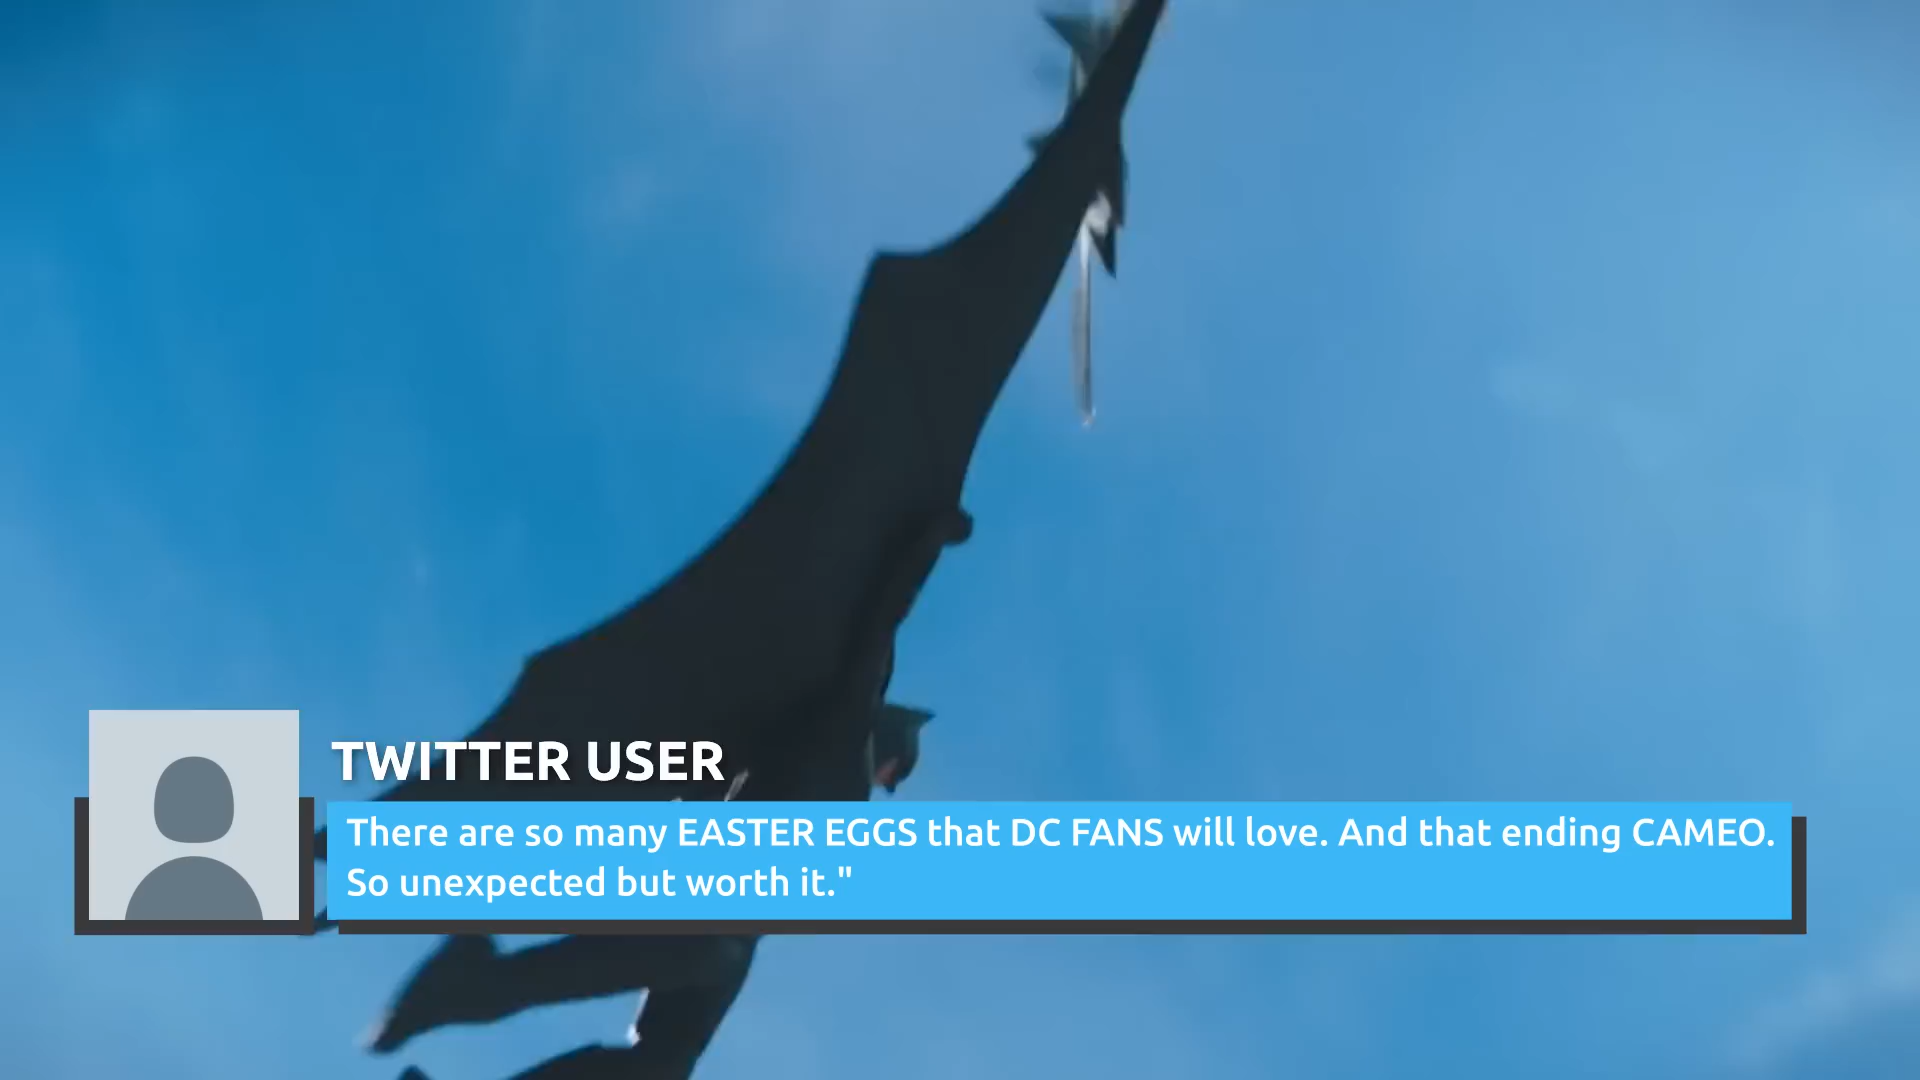 TWITTER USER
There are so many EASTER EGGS that DC FANS will love. And that ending CAMEO.
So unexpected but worth it."